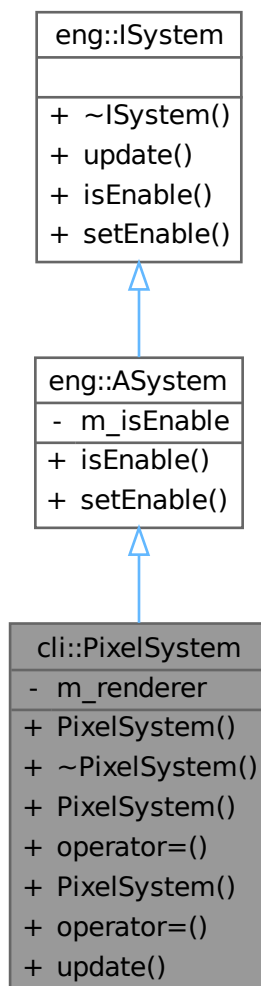 eng::ISystem
+ ~ISystem()
+ update()
+ isEnable()
+ setEnable()
eng::ASystem
- m_isEnable
+ isEnable()
+ setEnable()
cli::PixelSystem
- m_renderer
+ PixelSystem()
+ ~PixelSystem()
+ PixelSystem()
+ operator=()
+ PixelSystem()
+ operator=()
+ update()